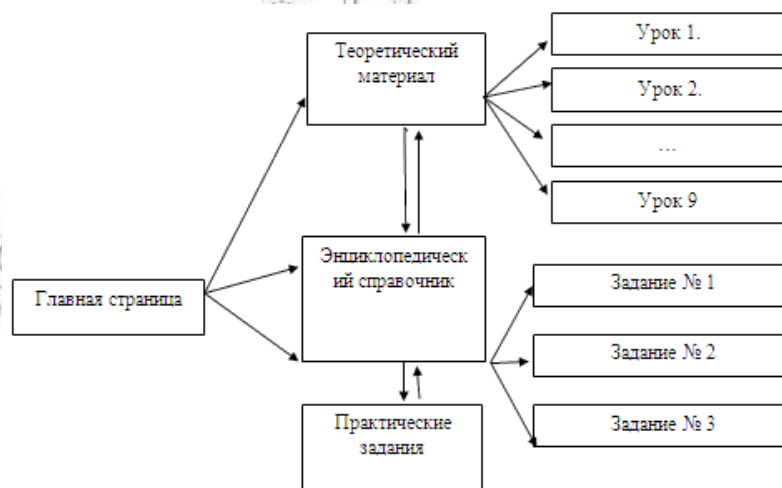 Теоретический
материал
Урок 1.
Урок 2.
...
Урок 9
Главная страница
Энциклопедическ
ий справочник
Задание № 1
Задание № 2
Задание № 3
Практические
задания